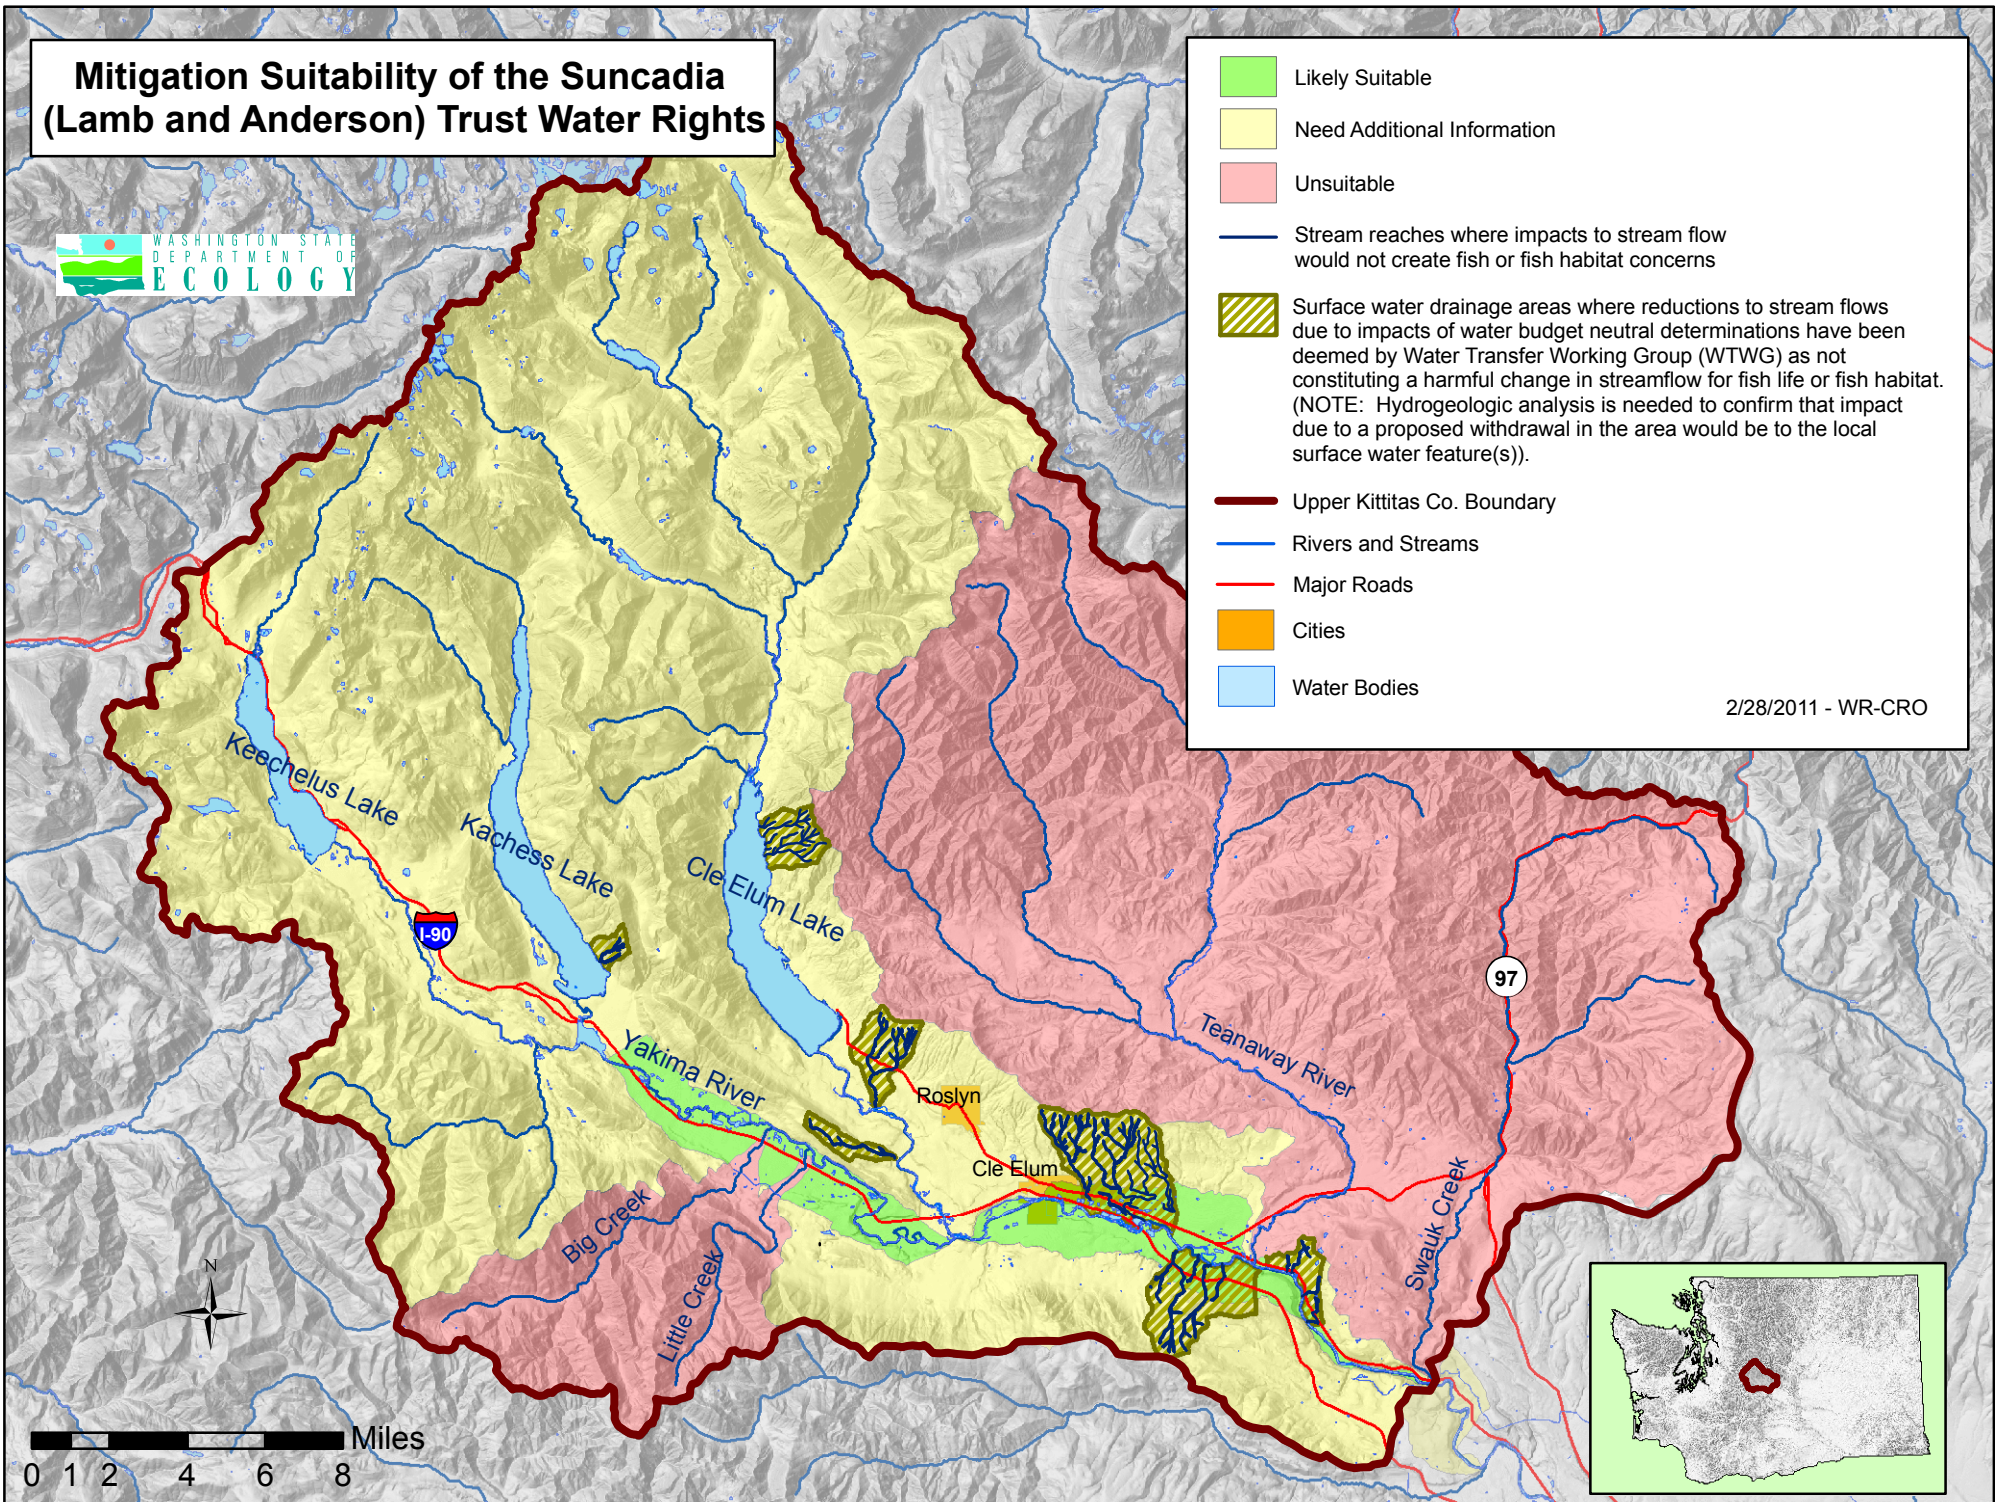 Mitigation Suitability of the Suncadia
(Lamb and Anderson) Trust Water Rights
WASHINGTON STATE
DEPARTMENT OF
ECOLOGY
Likely Suitable
Need Additional Information
Unsuitable
Stream reaches where impacts to stream flow
would not create fish or fish habitat concerns
Surface water drainage areas where reductions to stream flows
due to impacts of water budget neutral determinations have been
deemed by Water Transfer Working Group (WTWG) as not
constituting a harmful change in streamflow for fish life or fish habitat.
(NOTE: Hydrogeologic analysis is needed to confirm that impact
due to a proposed withdrawal in the area would be to the local
surface water feature(s)).
Upper Kittitas Co. Boundary
Rivers and Streams
Major Roads
Cities
Water Bodies
2/28/2011 - WR-CRO
Keechelus Lake
Kachess Lake
Cle Elum Lake
I-90
97
Yakima River
Teanaway River
Roslyn
Cle Elum
Big Creek
Little Creek
Swauk Creek
N
Miles
0 1 2 4 6 8